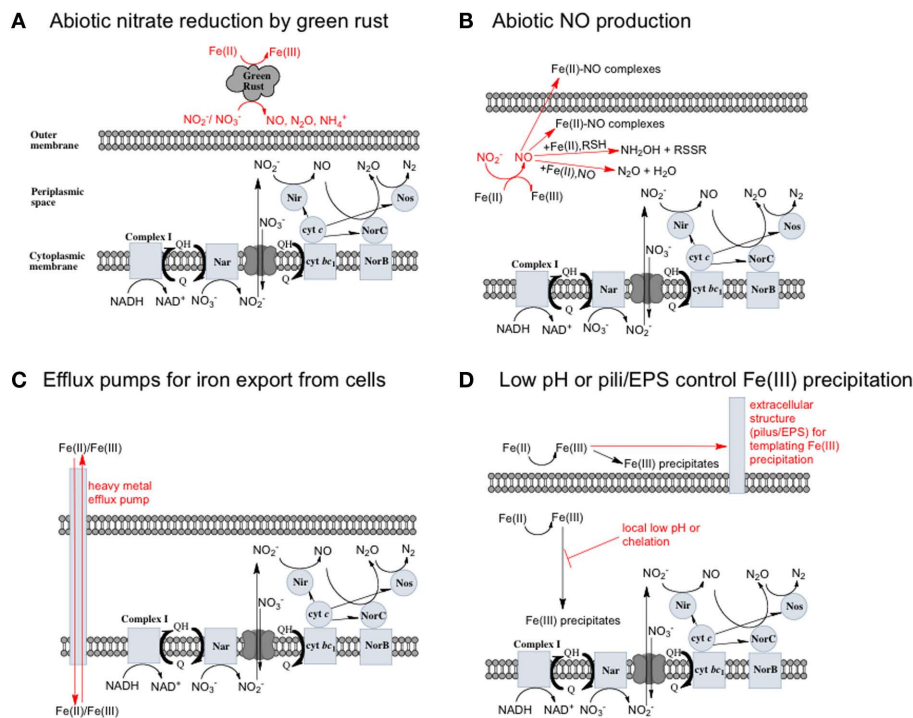 A Abiotic nitrate reduction by green rust
Fe(II) Fe(III)
Green
Rust
NO₂⁻/ NO₃⁻ NO, N₂O, NH₄⁺
Outer
membrane
NO₂⁻ NO N₂O N₂
Periplasmic
space
Nir Nos
NO₃⁻
cyt c NorC
Complex I
QH QH
Cytoplasmic
membrane
Nar cyt bc₁ NorB
Q Q
NADH NAD⁺ NO₃⁻ NO₂⁻
B Abiotic NO production
Fe(II)-NO complexes
Fe(II)-NO complexes
+Fe(II),RSH NH₂OH + RSSR
NO₂⁻ NO
+Fe(II),NO N₂O + H₂O
Fe(II) Fe(III)
NO₂⁻ NO N₂O N₂
Nir Nos
NO₃⁻
cyt c NorC
Complex I
QH QH
Nar cyt bc₁ NorB
Q Q
NADH NAD⁺ NO₃⁻ NO₂⁻
C Efflux pumps for iron export from cells
Fe(II)/Fe(III)
heavy metal
efflux pump
NO₂⁻ NO N₂O N₂
Nir Nos
NO₃⁻
cyt c NorC
Complex I
QH QH
Nar cyt bc₁ NorB
Q Q
NADH NAD⁺ NO₃⁻ NO₂⁻
Fe(II)/Fe(III)
D Low pH or pili/EPS control Fe(III) precipitation
extracellular
structure
(pilus/EPS) for
templating Fe(III)
precipitation
Fe(II) Fe(III)
Fe(III) precipitates
Fe(II) Fe(III)
local low pH or
chelation
Fe(III) precipitates
NO₂⁻ NO N₂O N₂
Nir Nos
NO₃⁻
cyt c NorC
Complex I
QH QH
Nar cyt bc₁ NorB
Q Q
NADH NAD⁺ NO₃⁻ NO₂⁻